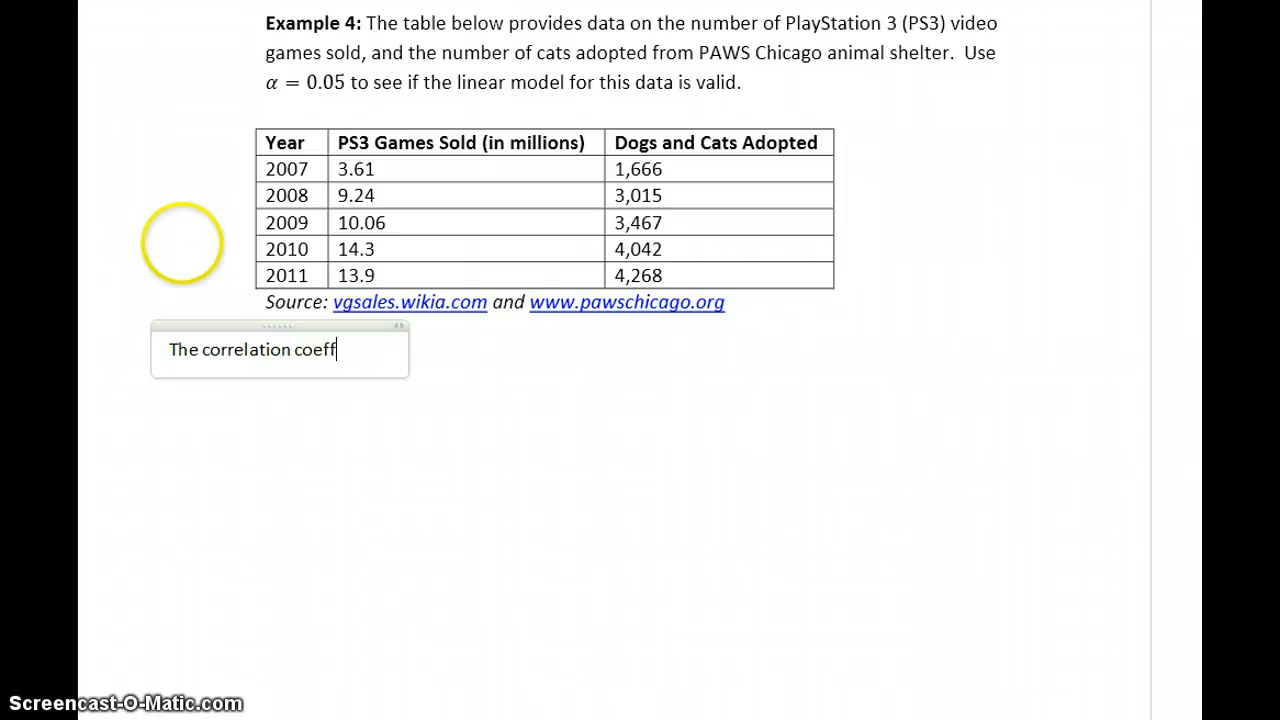 Example 4: The table below provides data on the number of PlayStation 3 (PS3) video
games sold, and the number of cats adopted from PAWS Chicago animal shelter.  Use
α = 0.05 to see if the linear model for this data is valid.
Year PS3 Games Sold (in millions) Dogs and Cats Adopted
2007 3.61 1,666
2008 9.24 3,015
2009 10.06 3,467
2010 14.3 4,042
2011 13.9 4,268
Source: vgsales.wikia.com and www.pawschicago.org
The correlation coeff
Screencast-O-Matic.com